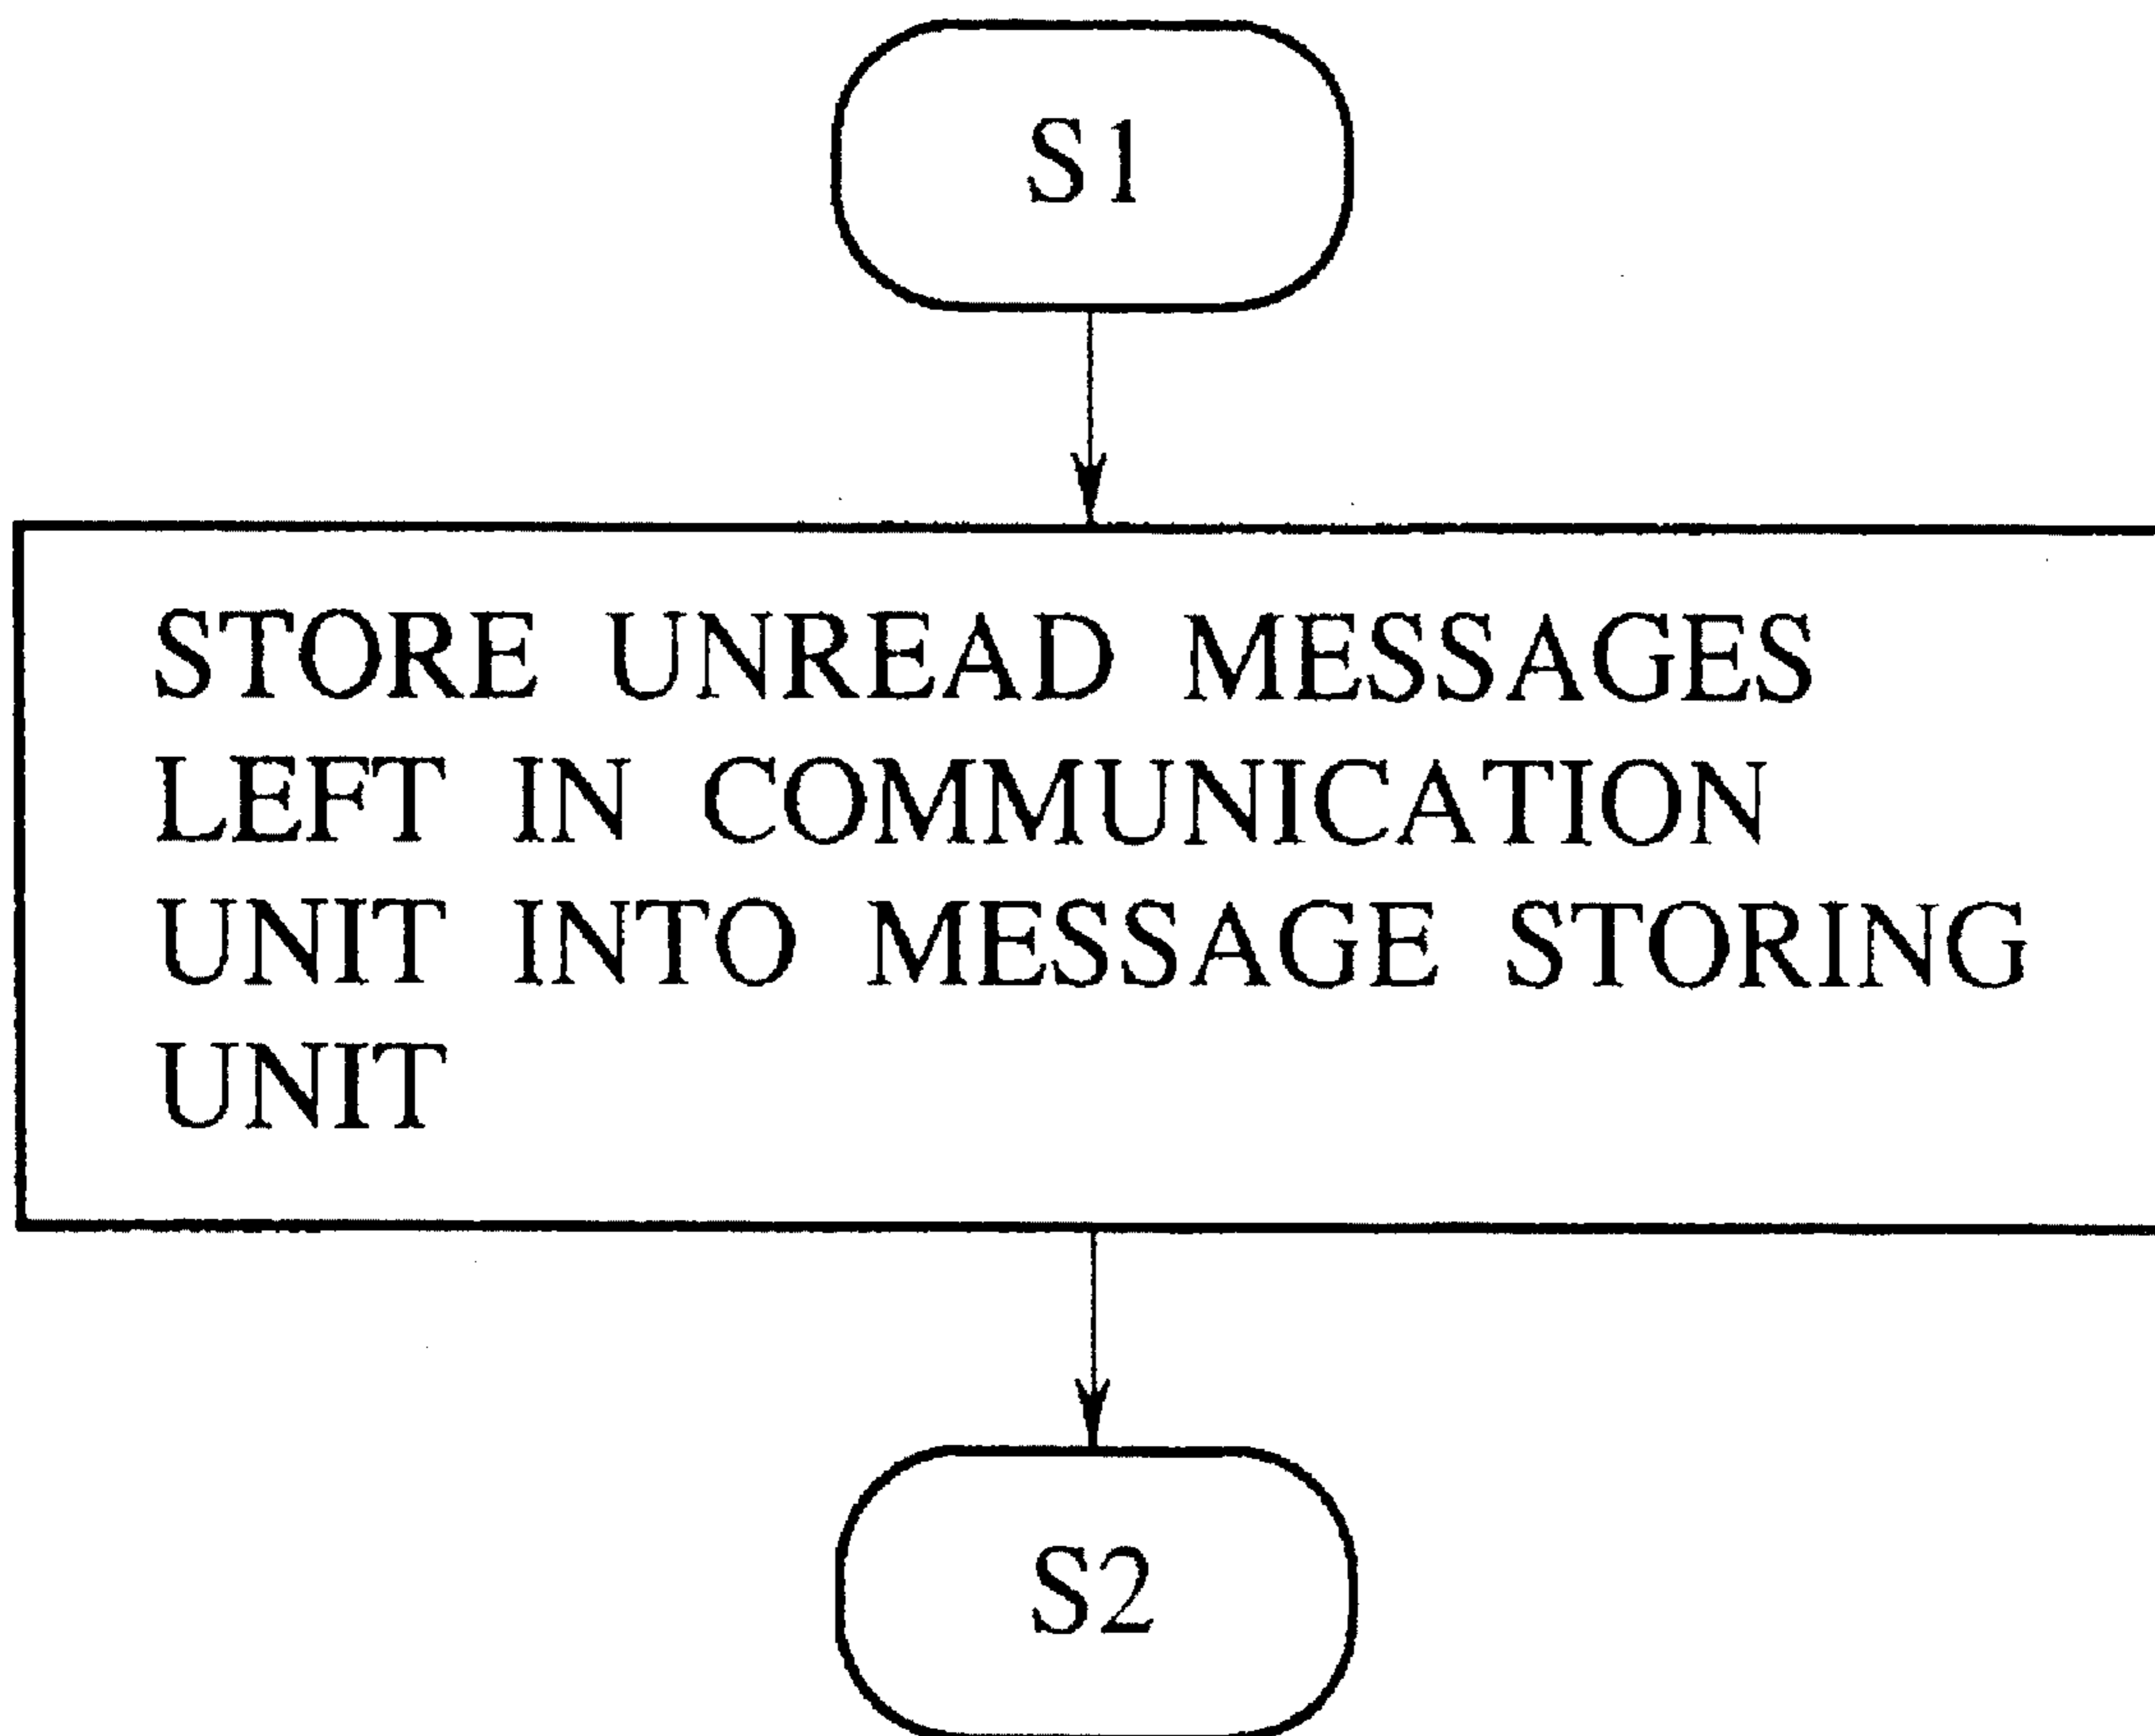 S1
STORE UNREAD MESSAGES
LEFT IN COMMUNICATION
UNIT INTO MESSAGE STORING
UNIT
S2